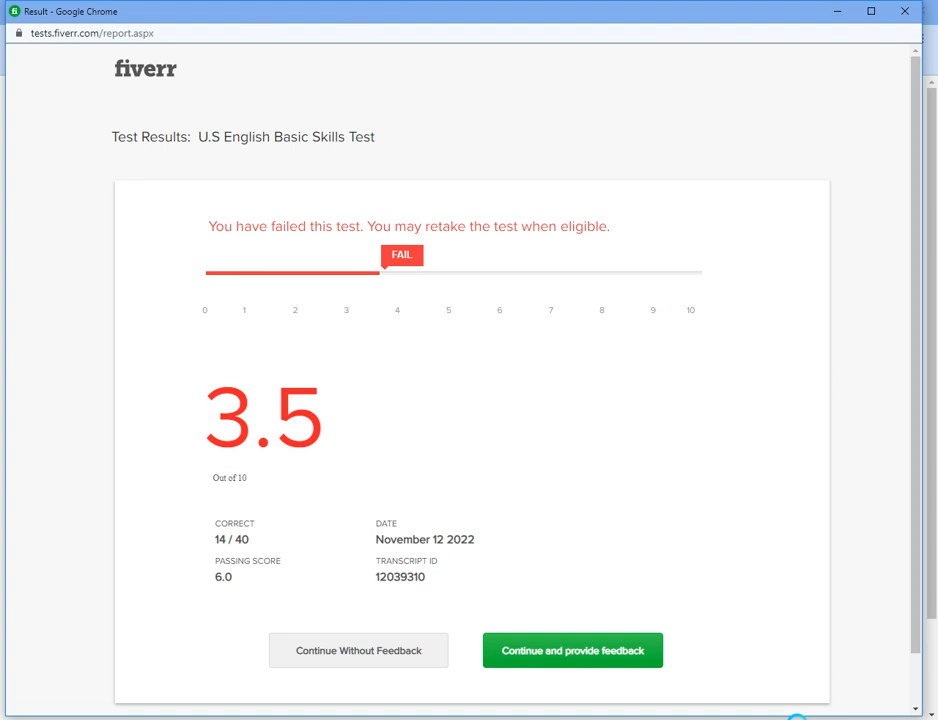 Result - Google Chrome
tests.fiverr.com/report.aspx
fiverr
Test Results: U.S English Basic Skills Test
You have failed this test. You may retake the test when eligible.
FAIL
0 1 2 3 4 5 6 7 8 9 10
3.5
Out of 10
CORRECT DATE
14 / 40 November 12 2022
PASSING SCORE TRANSCRIPT ID
6.0 12039310
Continue Without Feedback Continue and provide feedback